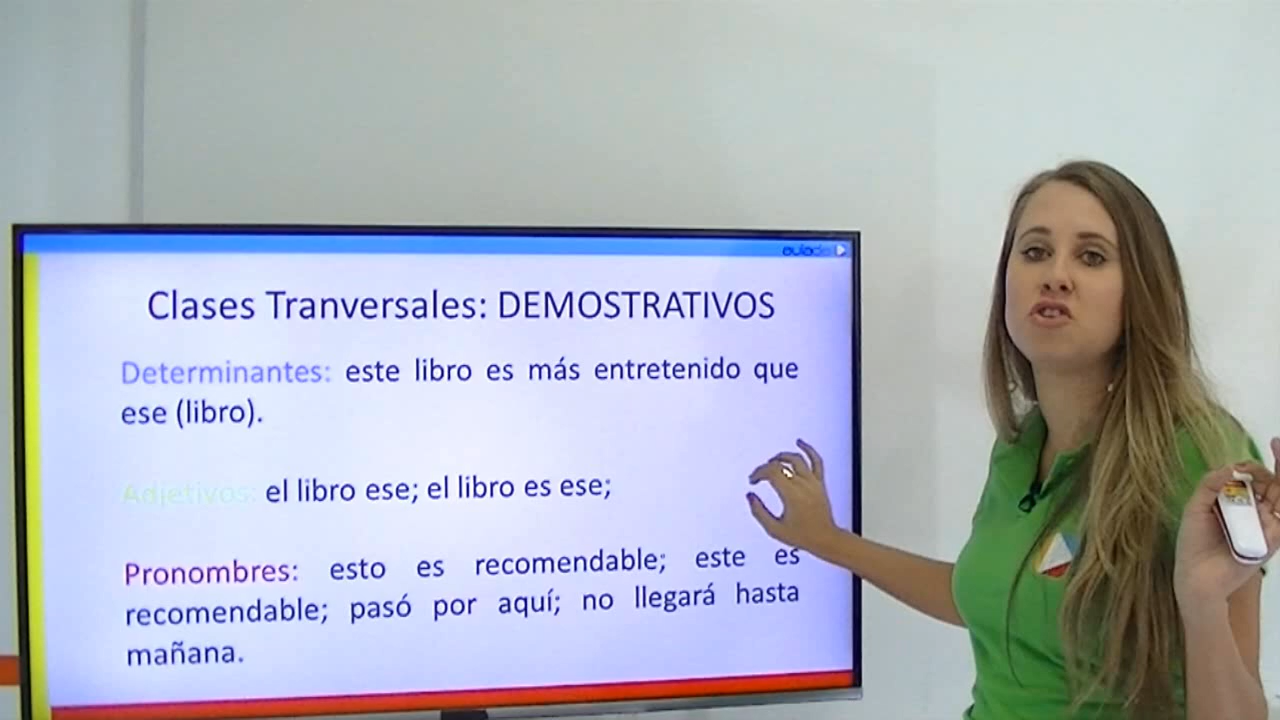 aulade
Clases Tranversales: DEMOSTRATIVOS
Determinantes: este libro es más entretenido que
ese (libro).
Adjetivos: el libro ese; el libro es ese;
Pronombres: esto es recomendable; este es
recomendable; pasó por aquí; no llegará hasta
mañana.